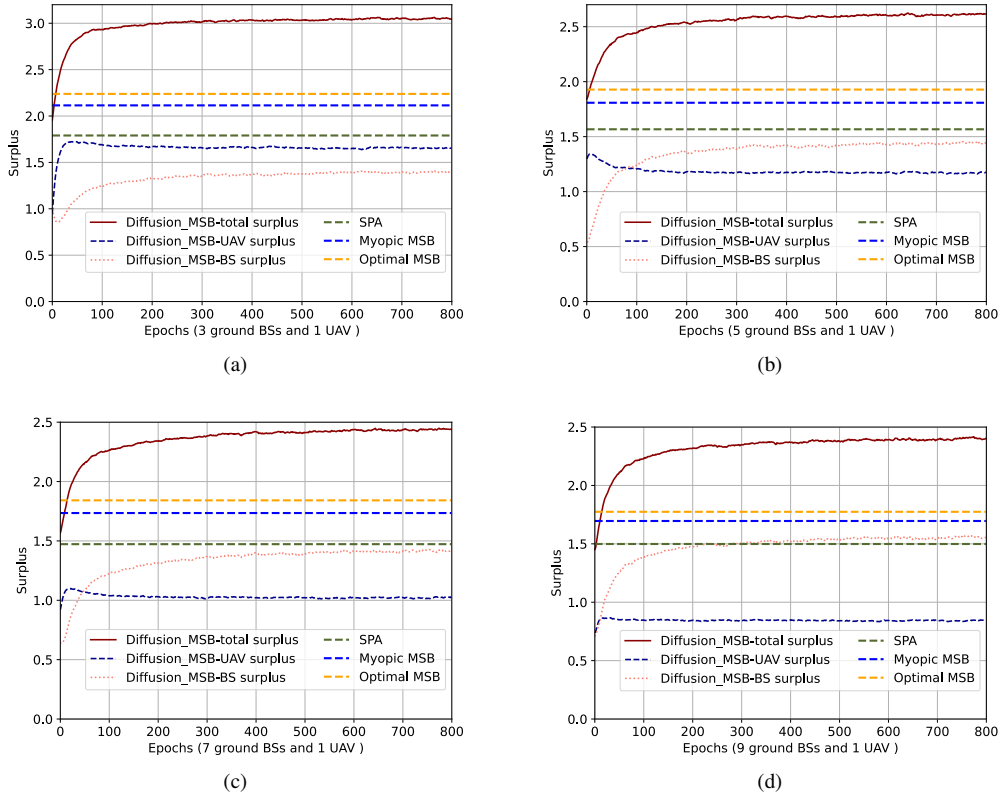 3.0
2.5
2.0
1.5
1.0
0.5
0.0
Surplus
Diffusion_MSB-total surplus
Diffusion_MSB-UAV surplus
Diffusion_MSB-BS surplus
SPA
Myopic MSB
Optimal MSB
0 100 200 300 400 500 600 700 800
Epochs (3 ground BSs and 1 UAV )
(a)
2.5
2.0
1.5
1.0
0.5
0.0
Surplus
Diffusion_MSB-total surplus
Diffusion_MSB-UAV surplus
Diffusion_MSB-BS surplus
SPA
Myopic MSB
Optimal MSB
0 100 200 300 400 500 600 700 800
Epochs (5 ground BSs and 1 UAV )
(b)
2.5
2.0
1.5
1.0
0.5
0.0
Surplus
Diffusion_MSB-total surplus
Diffusion_MSB-UAV surplus
Diffusion_MSB-BS surplus
SPA
Myopic MSB
Optimal MSB
0 100 200 300 400 500 600 700 800
Epochs (7 ground BSs and 1 UAV )
(c)
2.5
2.0
1.5
1.0
0.5
0.0
Surplus
Diffusion_MSB-total surplus
Diffusion_MSB-UAV surplus
Diffusion_MSB-BS surplus
SPA
Myopic MSB
Optimal MSB
0 100 200 300 400 500 600 700 800
Epochs (9 ground BSs and 1 UAV )
(d)